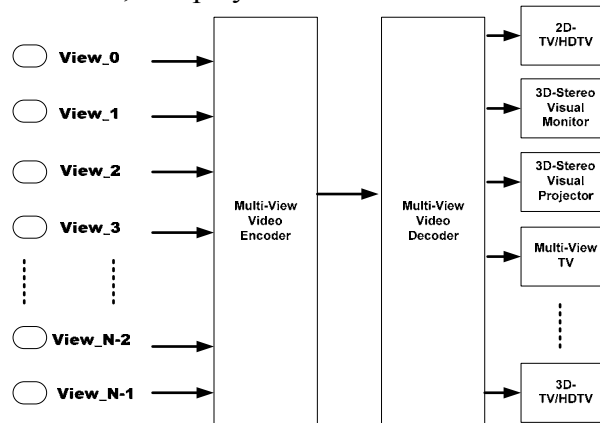 View_0
View_1
View_2
View_3
View_N-2
View_N-1
Multi-View
Video
Encoder
Multi-View
Video
Decoder
2D-
TV/HDTV
3D-Stereo
Visual
Monitor
3D-Stereo
Visual
Projector
Multi-View
TV
3D-
TV/HDTV